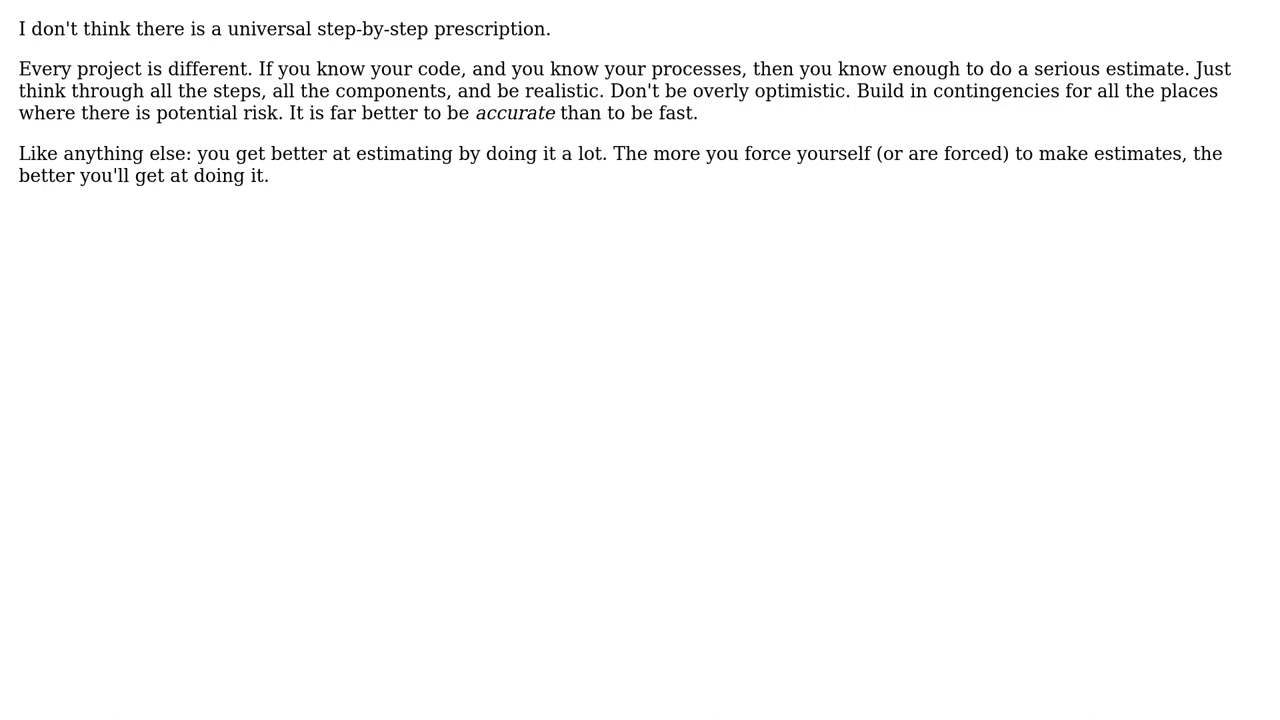 I don't think there is a universal step-by-step prescription.
Every project is different. If you know your code, and you know your processes, then you know enough to do a serious estimate. Just
think through all the steps, all the components, and be realistic. Don't be overly optimistic. Build in contingencies for all the places
where there is potential risk. It is far better to be accurate than to be fast.
Like anything else: you get better at estimating by doing it a lot. The more you force yourself (or are forced) to make estimates, the
better you'll get at doing it.